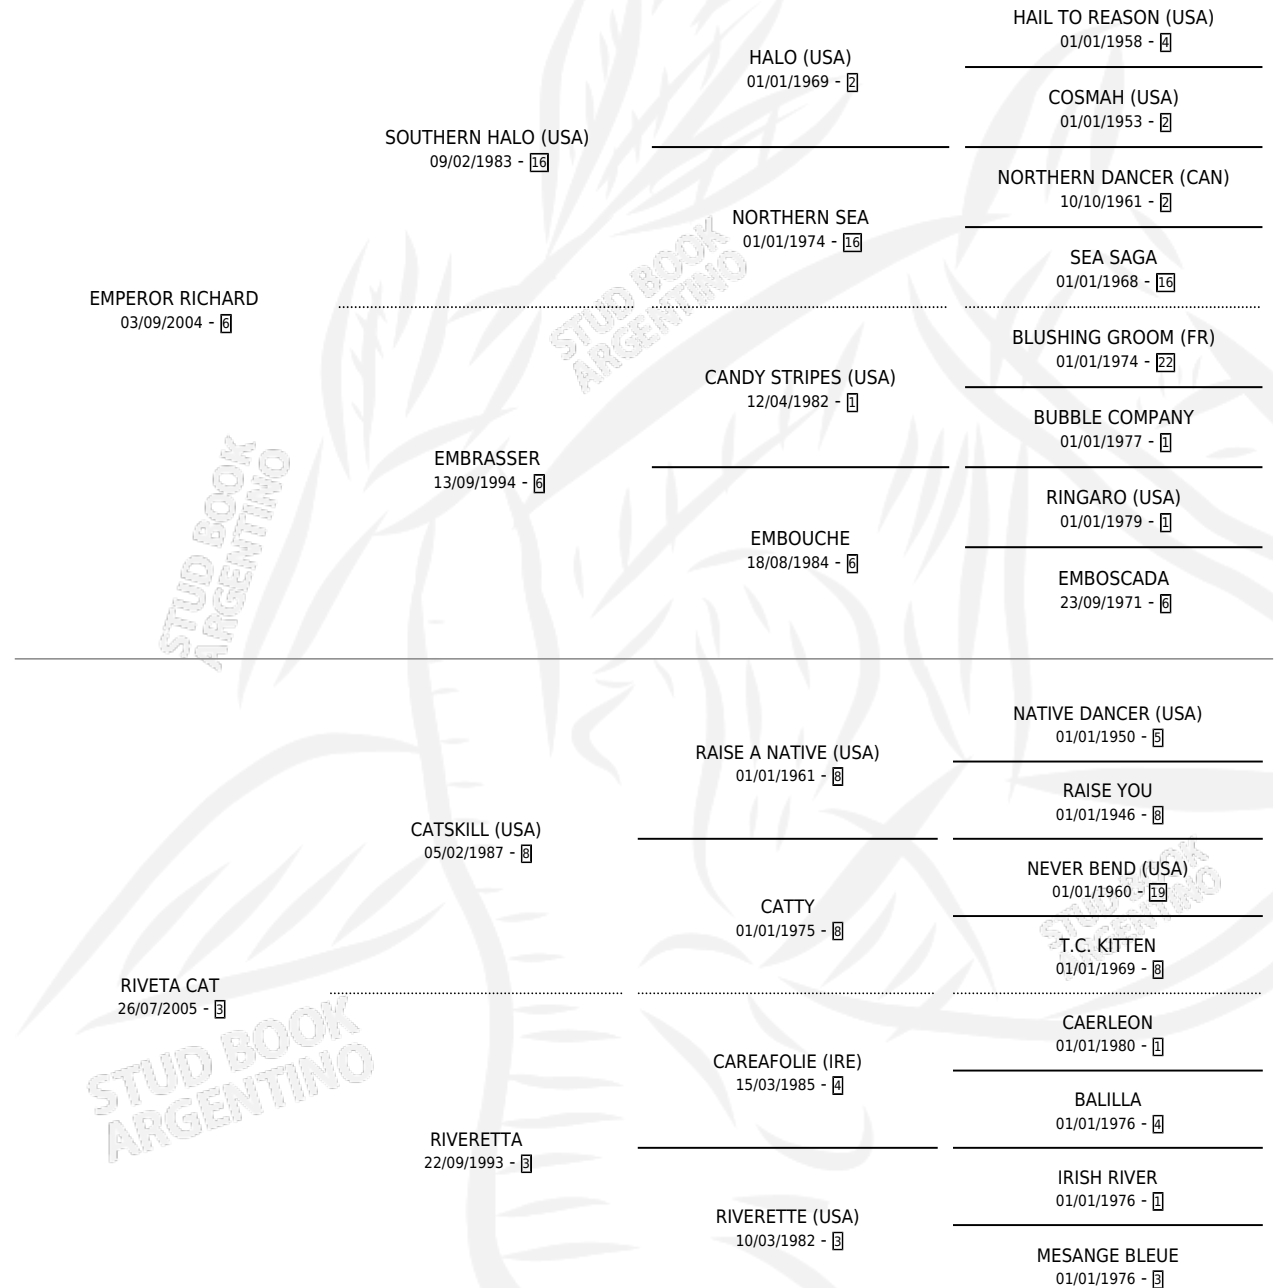 HAIL TO REASON (USA)
01/01/1958 - 4
HALO (USA)
01/01/1969 - 2
COSMAH (USA)
01/01/1953 - 2
SOUTHERN HALO (USA)
09/02/1983 - 16
NORTHERN DANCER (CAN)
10/10/1961 - 2
NORTHERN SEA
01/01/1974 - 16
SEA SAGA
01/01/1968 - 16
EMPEROR RICHARD
03/09/2004 - 6
STUD BOOK
ARGENTINO
BLUSHING GROOM (FR)
01/01/1974 - 22
CANDY STRIPES (USA)
12/04/1982 - 1
BUBBLE COMPANY
01/01/1977 - 1
EMBRASSER
13/09/1994 - 6
RINGARO (USA)
01/01/1979 - 1
EMBOUCHE
18/08/1984 - 6
EMBOSCADA
23/09/1971 - 6
STUD BOOK
ARGENTINO
NATIVE DANCER (USA)
01/01/1950 - 5
RAISE A NATIVE (USA)
01/01/1961 - 8
RAISE YOU
01/01/1946 - 8
CATSKILL (USA)
05/02/1987 - 8
NEVER BEND (USA)
01/01/1960 - 19
CATTY
01/01/1975 - 8
STUD BOOK
ARGENTINO
T.C. KITTEN
01/01/1969 - 8
RIVETA CAT
26/07/2005 - 3
CAERLEON
01/01/1980 - 1
CAREAFOLIE (IRE)
15/03/1985 - 4
STUD BOOK
ARGENTINO
BALILLA
01/01/1976 - 4
RIVERETTA
22/09/1993 - 3
IRISH RIVER
01/01/1976 - 1
RIVERETTE (USA)
10/03/1982 - 3
MESANGE BLEUE
01/01/1976 - 3